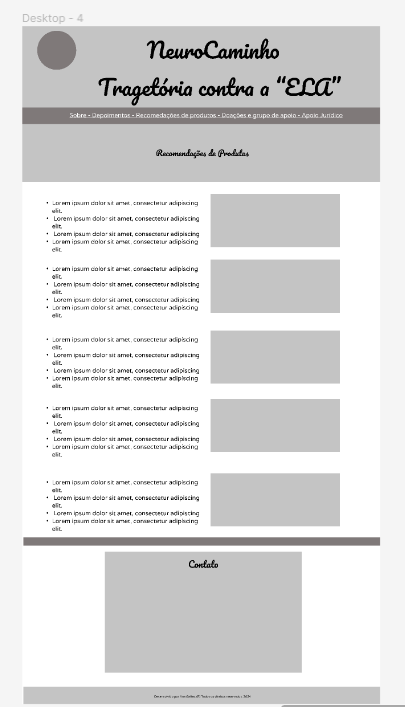 Desktop - 4
NeuroCaminho
Tragetória contra a “ELA”
Sobre - Depoimentos - Recomedações de produtos - Doações e grupo de apoio - Apoio Jurídico
Recomendações de Produtos
• Lorem ipsum dolor sit amet, consectetur adipiscing
elit.
• Lorem ipsum dolor sit amet, consectetur adipiscing
elit.
• Lorem ipsum dolor sit amet, consectetur adipiscing
• Lorem ipsum dolor sit amet, consectetur adipiscing
elit.
• Lorem ipsum dolor sit amet, consectetur adipiscing
elit.
• Lorem ipsum dolor sit amet, consectetur adipiscing
elit.
• Lorem ipsum dolor sit amet, consectetur adipiscing
• Lorem ipsum dolor sit amet, consectetur adipiscing
elit.
• Lorem ipsum dolor sit amet, consectetur adipiscing
elit.
• Lorem ipsum dolor sit amet, consectetur adipiscing
elit.
• Lorem ipsum dolor sit amet, consectetur adipiscing
• Lorem ipsum dolor sit amet, consectetur adipiscing
elit.
• Lorem ipsum dolor sit amet, consectetur adipiscing
elit.
• Lorem ipsum dolor sit amet, consectetur adipiscing
elit.
• Lorem ipsum dolor sit amet, consectetur adipiscing
• Lorem ipsum dolor sit amet, consectetur adipiscing
elit.
• Lorem ipsum dolor sit amet, consectetur adipiscing
elit.
• Lorem ipsum dolor sit amet, consectetur adipiscing
elit.
• Lorem ipsum dolor sit amet, consectetur adipiscing
• Lorem ipsum dolor sit amet, consectetur adipiscing
elit.
Contato